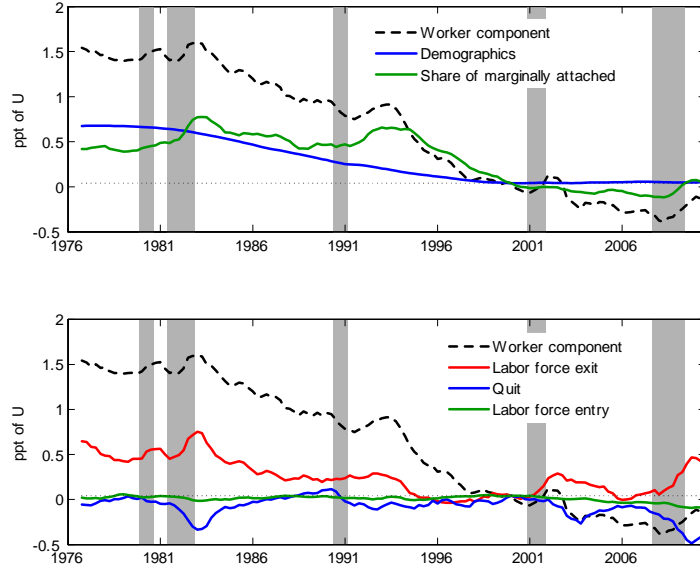 2
Worker component
Demographics
Share of marginally attached
1.5
1
0.5
0
-0.5
ppt of U
1976 1981 1986 1991 1996 2001 2006
2
Worker component
Labor force exit
Quit
Labor force entry
1.5
1
0.5
0
-0.5
ppt of U
1976 1981 1986 1991 1996 2001 2006